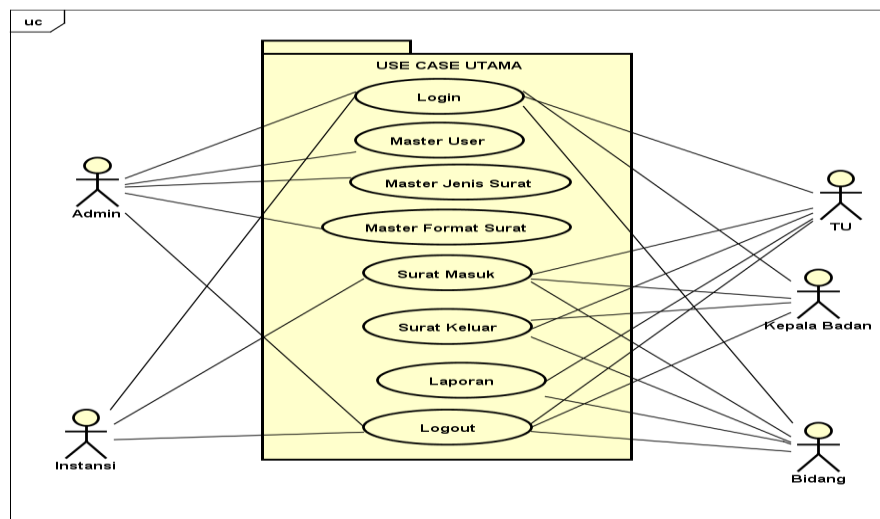 uc
USE CASE UTAMA
Login
Master User
Master Jenis Surat
Master Format Surat
Surat Masuk
Surat Keluar
Laporan
Logout
Admin
Instansi
TU
Kepala Badan
Bidang